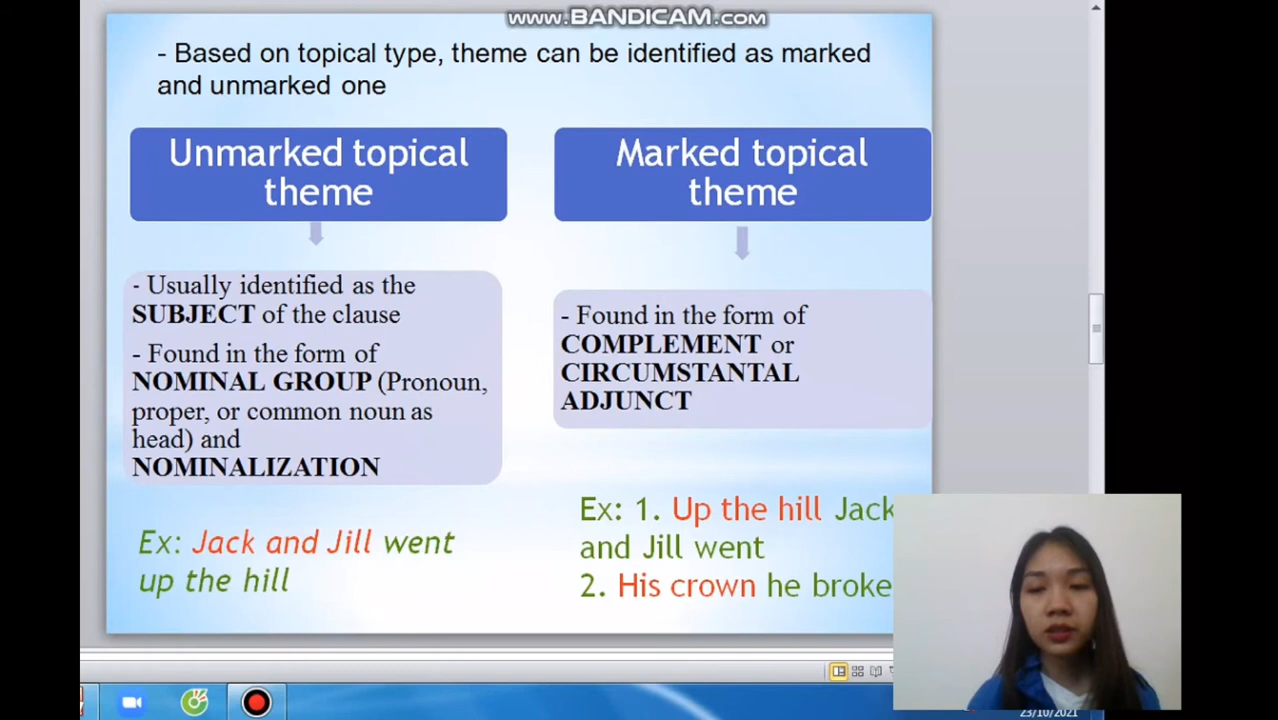 www.BANDICAM.com
- Based on topical type, theme can be identified as marked
and unmarked one
Unmarked topical
theme
- Usually identified as the
SUBJECT of the clause
- Found in the form of
NOMINAL GROUP (Pronoun,
proper, or common noun as
head) and
NOMINALIZATION
Ex: Jack and Jill went
up the hill
Marked topical
theme
- Found in the form of
COMPLEMENT or
CIRCUMSTANTAL
ADJUNCT
Ex: 1. Up the hill Jack
and Jill went
2. His crown he broke
23/10/2021